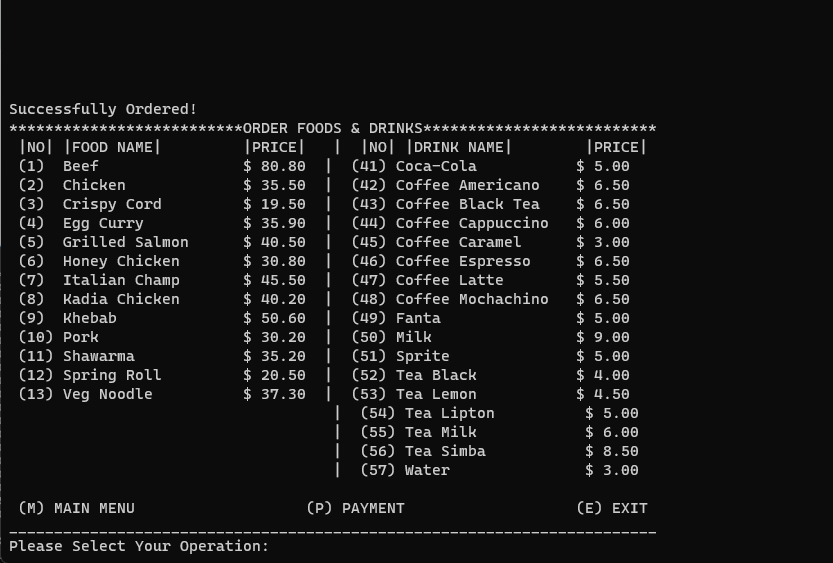 Successfully Ordered!
**************************ORDER FOODS & DRINKS**************************
|NO| |FOOD NAME| |PRICE| | |NO| |DRINK NAME| |PRICE|
(1) Beef $ 80.80 | (41) Coca-Cola $ 5.00
(2) Chicken $ 35.50 | (42) Coffee Americano $ 6.50
(3) Crispy Cord $ 19.50 | (43) Coffee Black Tea $ 6.50
(4) Egg Curry $ 35.90 | (44) Coffee Cappuccino $ 6.00
(5) Grilled Salmon $ 40.50 | (45) Coffee Caramel $ 3.00
(6) Honey Chicken $ 30.80 | (46) Coffee Espresso $ 6.50
(7) Italian Champ $ 45.50 | (47) Coffee Latte $ 5.50
(8) Kadia Chicken $ 40.20 | (48) Coffee Mochachino $ 6.50
(9) Khebab $ 50.60 | (49) Fanta $ 5.00
(10) Pork $ 30.20 | (50) Milk $ 9.00
(11) Shawarma $ 35.20 | (51) Sprite $ 5.00
(12) Spring Roll $ 20.50 | (52) Tea Black $ 4.00
(13) Veg Noodle $ 37.30 | (53) Tea Lemon $ 4.50
| (54) Tea Lipton $ 5.00
| (55) Tea Milk $ 6.00
| (56) Tea Simba $ 8.50
| (57) Water $ 3.00
(M) MAIN MENU (P) PAYMENT (E) EXIT
________________________________________________________________________
Please Select Your Operation: